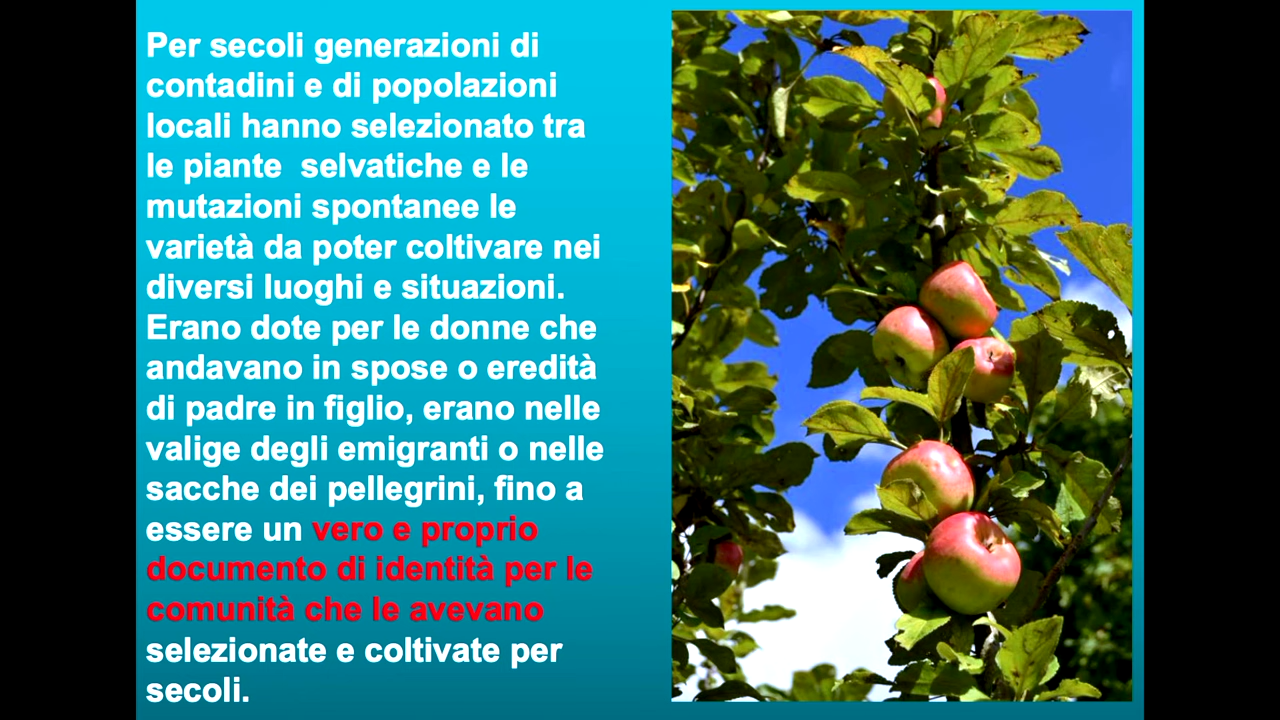 Per secoli generazioni di
contadini e di popolazioni
locali hanno selezionato tra
le piante  selvatiche e le
mutazioni spontanee le
varietà da poter coltivare nei
diversi luoghi e situazioni.
Erano dote per le donne che
andavano in spose o eredità
di padre in figlio, erano nelle
valige degli emigranti o nelle
sacche dei pellegrini, fino a
essere un vero e proprio
documento di identità per le
comunità che le avevano
selezionate e coltivate per
secoli.